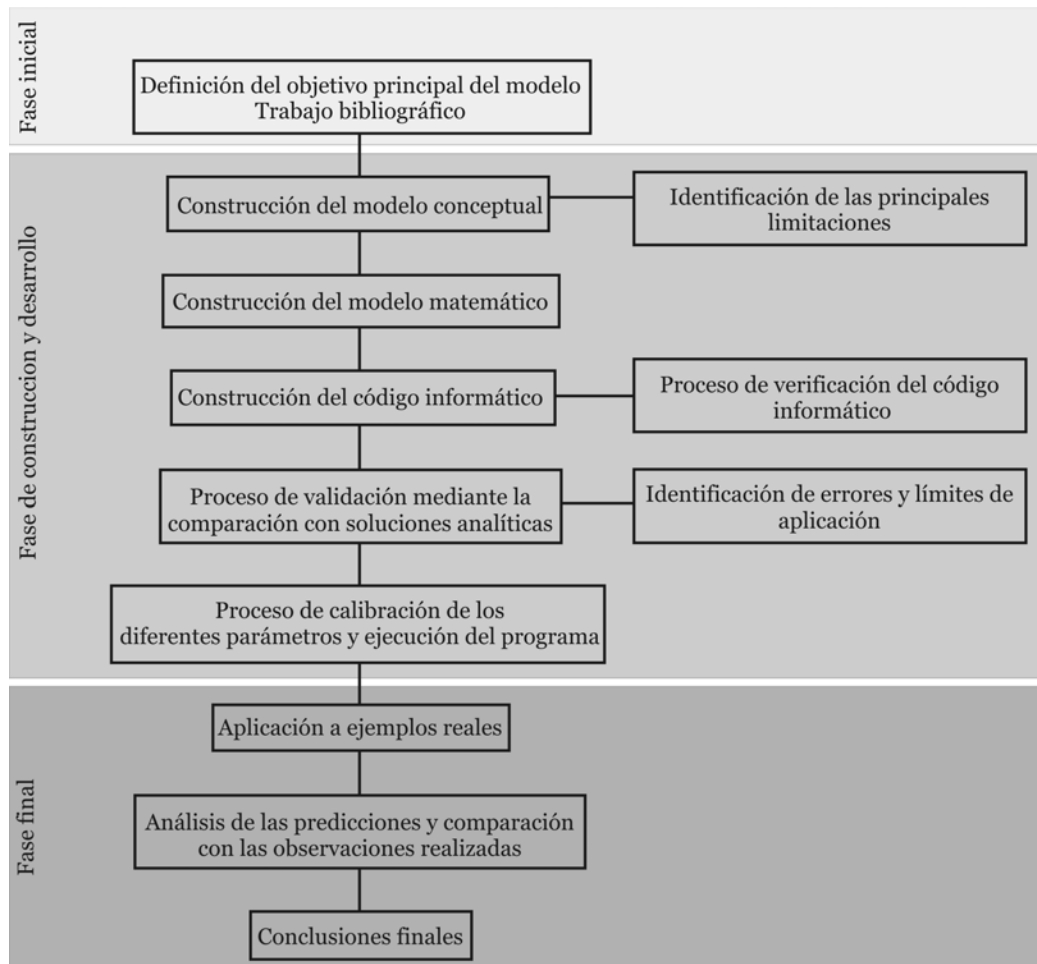 Fase inicial
Definición del objetivo principal del modelo
Trabajo bibliográfico
Fase de construccion y desarrollo
Construcción del modelo conceptual
Identificación de las principales
limitaciones
Construcción del modelo matemático
Construcción del código informático
Proceso de verificación del código
informático
Proceso de validación mediante la
comparación con soluciones analíticas
Identificación de errores y límites de
aplicación
Proceso de calibración de los
diferentes parámetros y ejecución del programa
Fase final
Aplicación a ejemplos reales
Análisis de las predicciones y comparación
con las observaciones realizadas
Conclusiones finales